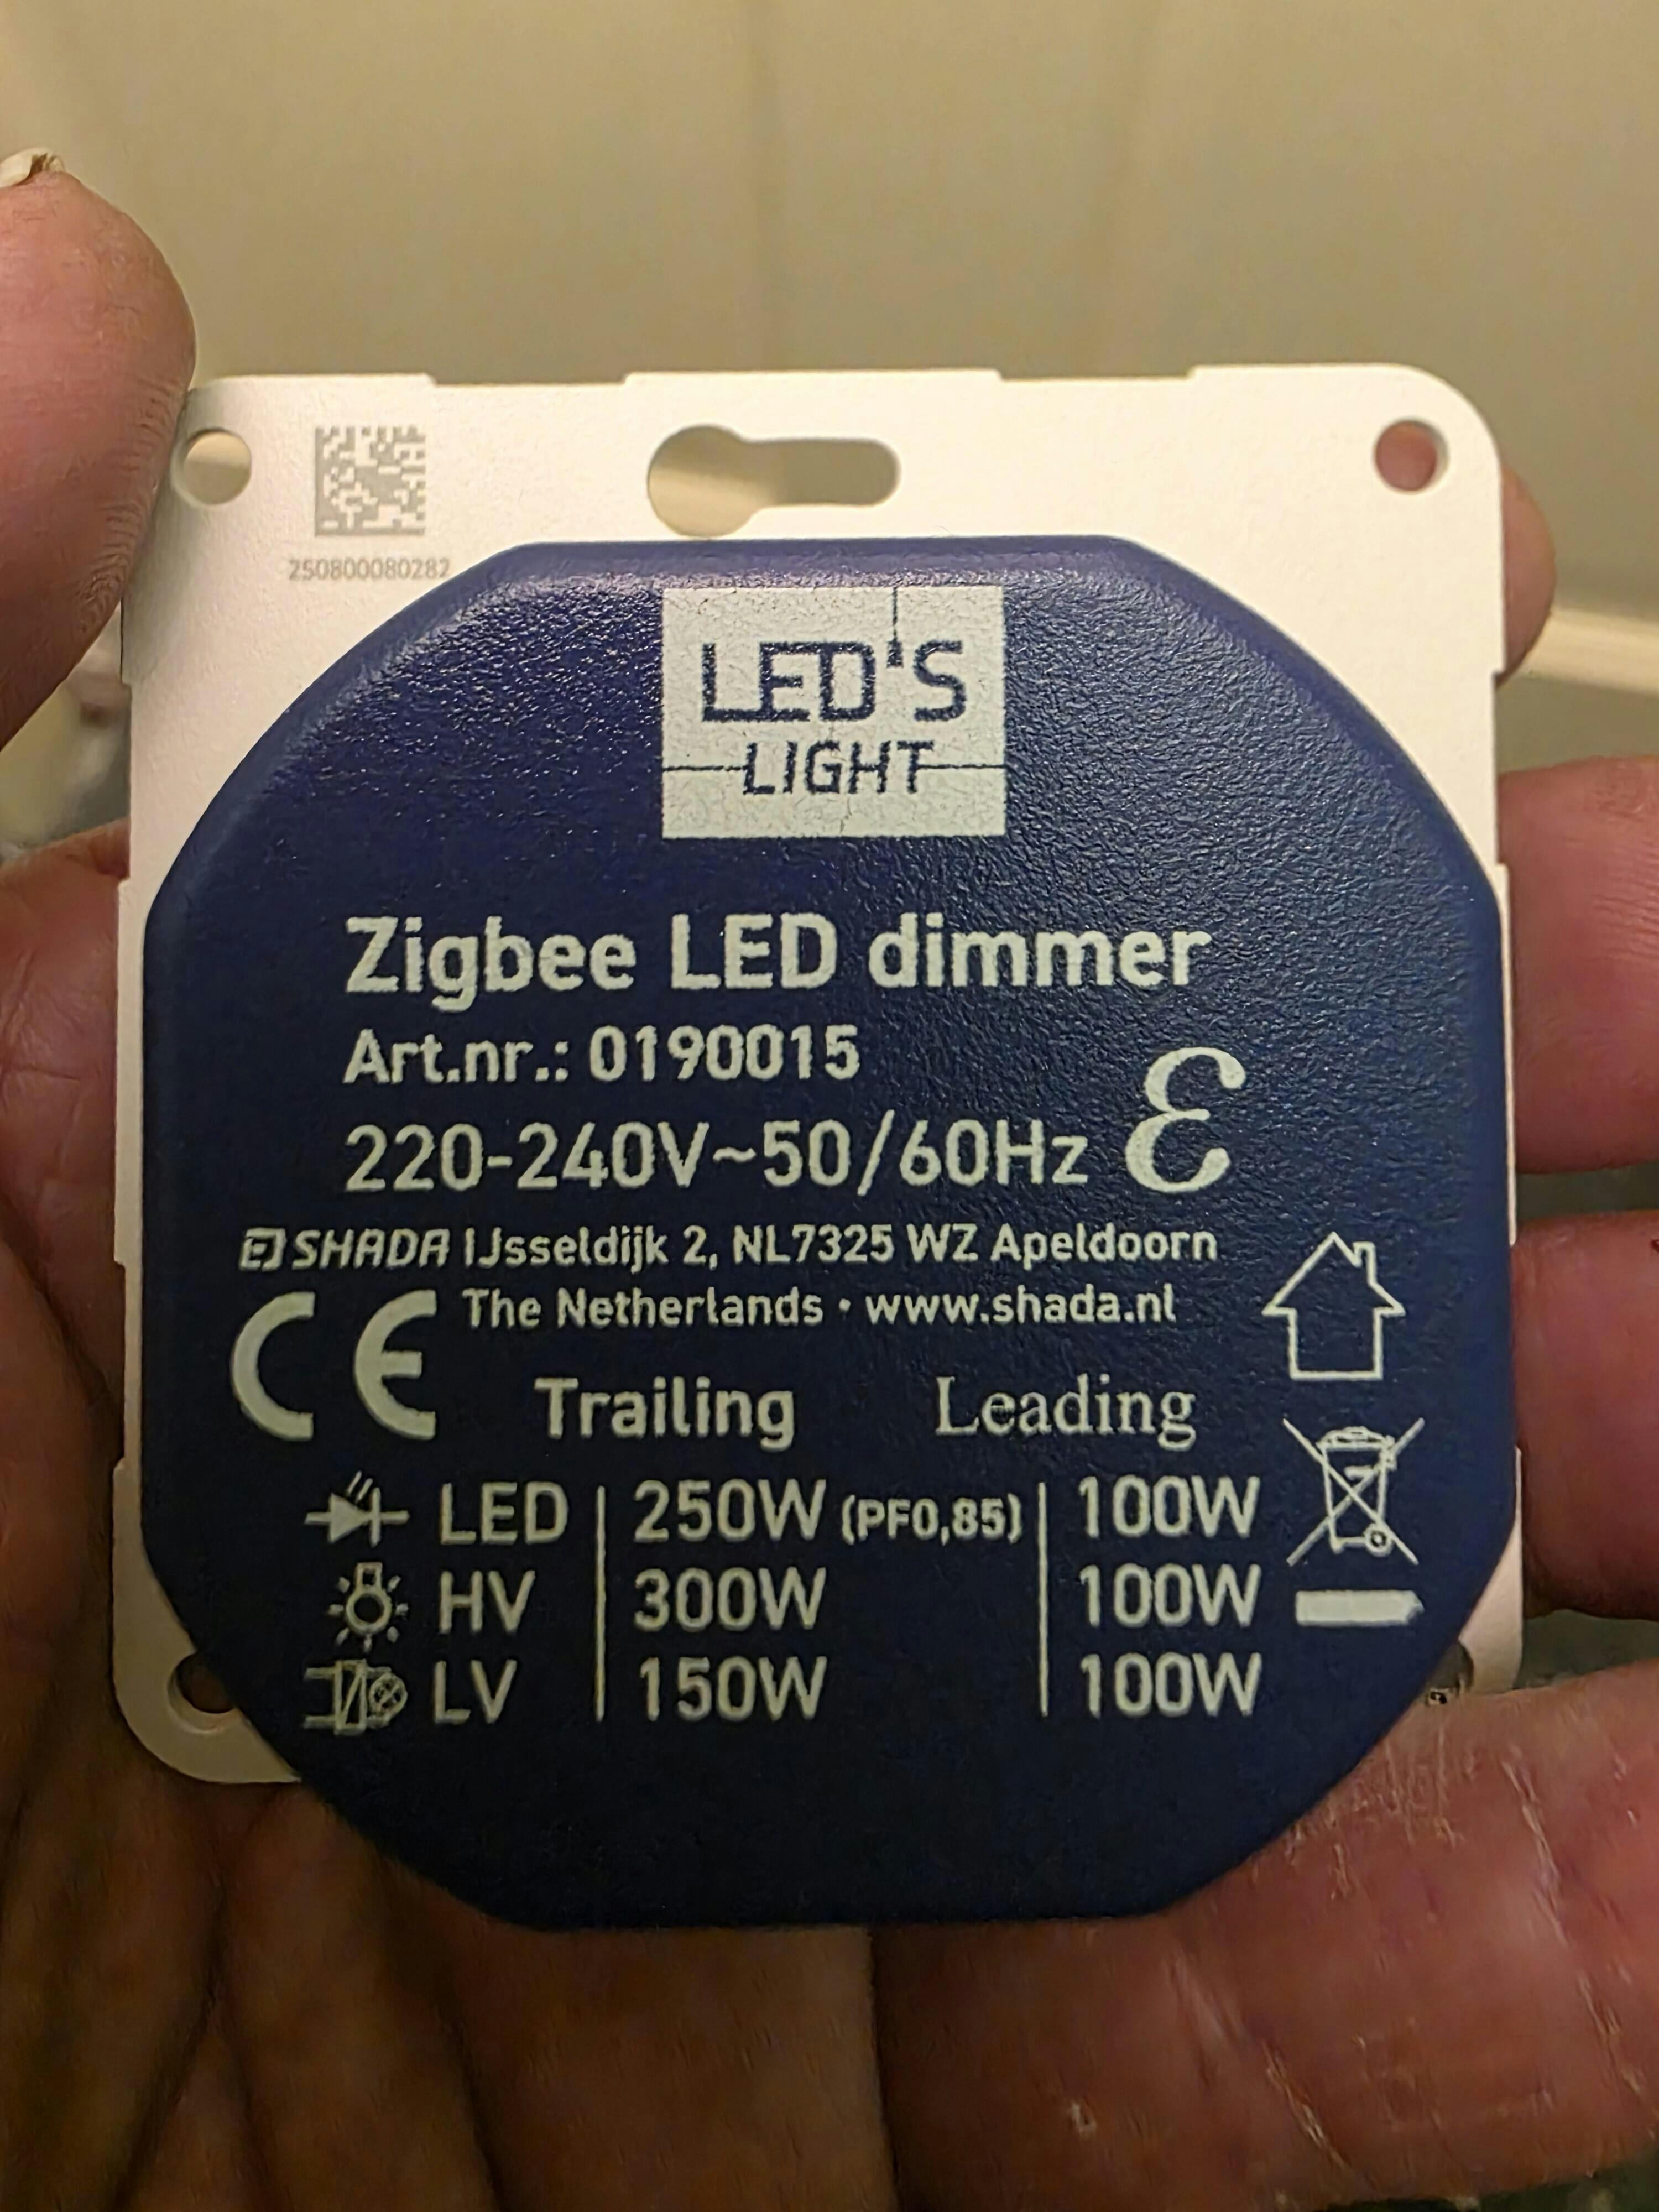 250800080282
LED'S
LIGHT
Zigbee LED dimmer
Art.nr.: 0190015
220-240V~50/60Hz
SHADA IJsseldijk 2, NL7325 WZ Apeldoorn
The Netherlands • www.shada.nl
CE
Trailing Leading
LED 250W (PF0,85) 100W
HV 300W 100W
LV 150W 100W